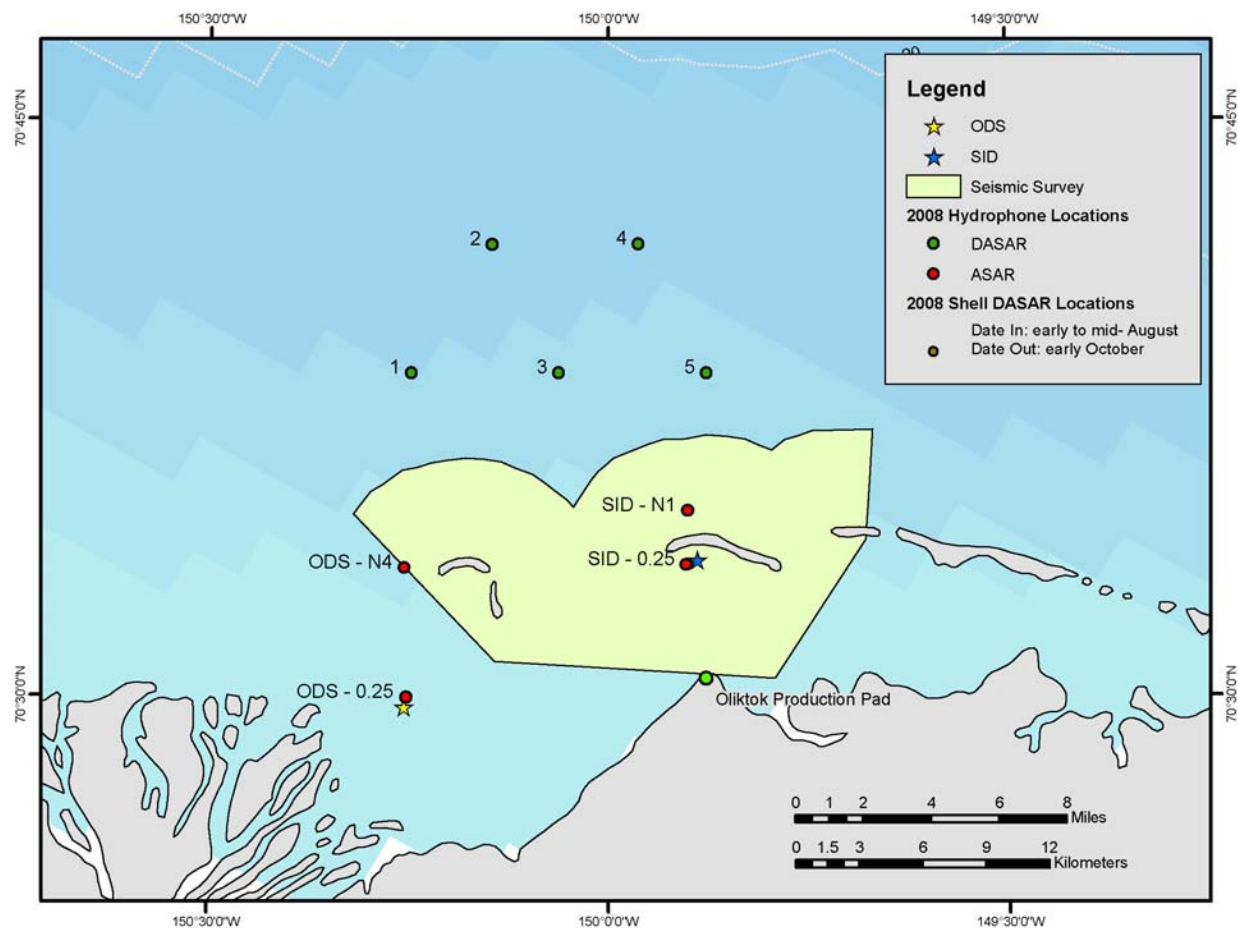 150°30'0"W 150°0'0"W 149°30'0"W
70°45'0"N
70°45'0"N
Legend
ODS
SID
Seismic Survey
2008 Hydrophone Locations
DASAR
ASAR
2008 Shell DASAR Locations
Date In: early to mid- August
Date Out: early October
2
4
1
3
5
SID - N1
SID - 0.25
ODS - N4
ODS - 0.25
Oliktok Production Pad
70°30'0"N
70°30'0"N
0 1 2 4 6 8
Miles
0 1.5 3 6 9 12
Kilometers
150°30'0"W 150°0'0"W 149°30'0"W